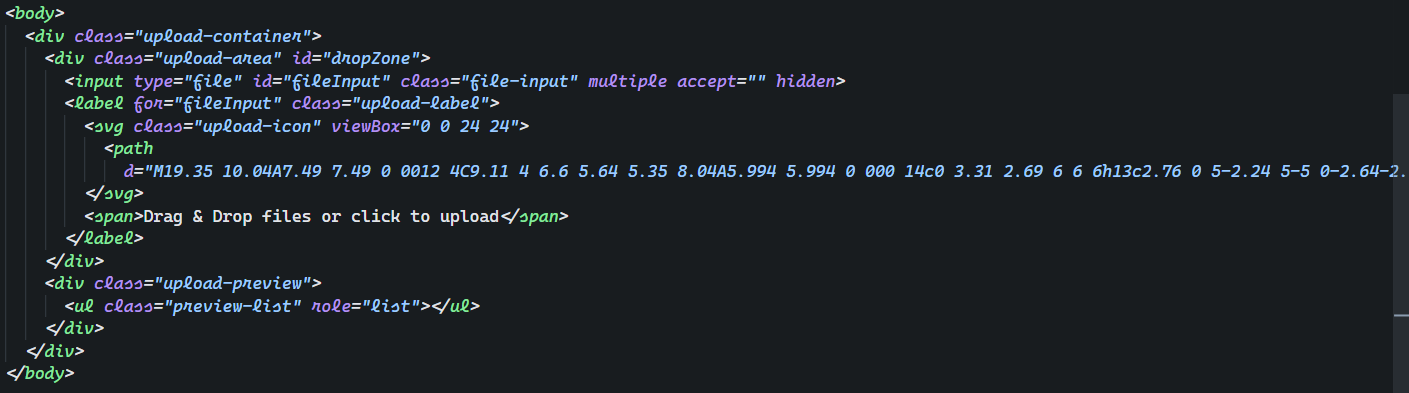 <body>
<div class="upload-container">
<div class="upload-area" id="dropZone">
<input type="file" id="fileInput" class="file-input" multiple accept="" hidden>
<label for="fileInput" class="upload-label">
<svg class="upload-icon" viewBox="0 0 24 24">
<path
d="M19.35 10.04A7.49 7.49 0 0012 4C9.11 4 6.6 5.64 5.35 8.04A5.994 5.994 0 000 14c0 3.31 2.69 6 6 6h13c2.76 0 5-2.24 5-5 0-2.64-2.
</svg>
<span>Drag & Drop files or click to upload</span>
</label>
</div>
<div class="upload-preview">
<ul class="preview-list" role="list"></ul>
</div>
</div>
</body>